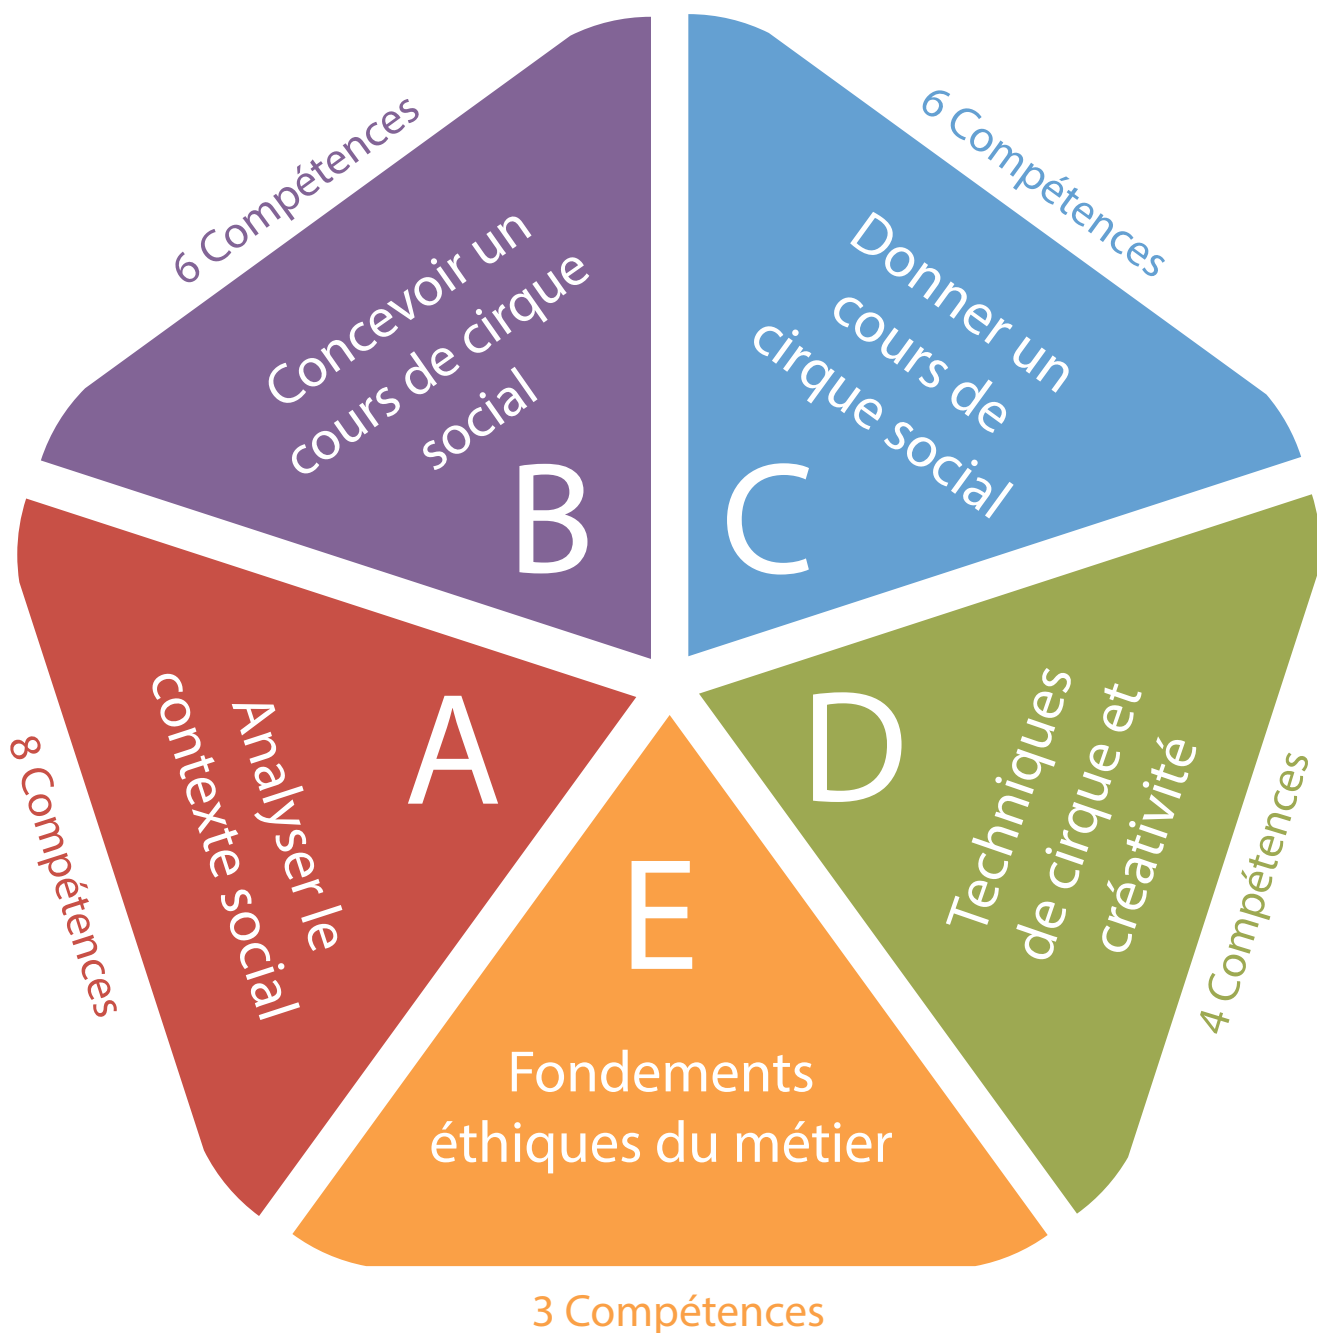 6 Compétences
Concevoir un
cours de cirque
social
B
6 Compétences
Donner un
cours de
cirque social
C
8 Compétences
Analyser le
contexte social
A
Techniques
de cirque et
créativité
D
4 Compétences
E
Fondements
éthiques du métier
3 Compétences